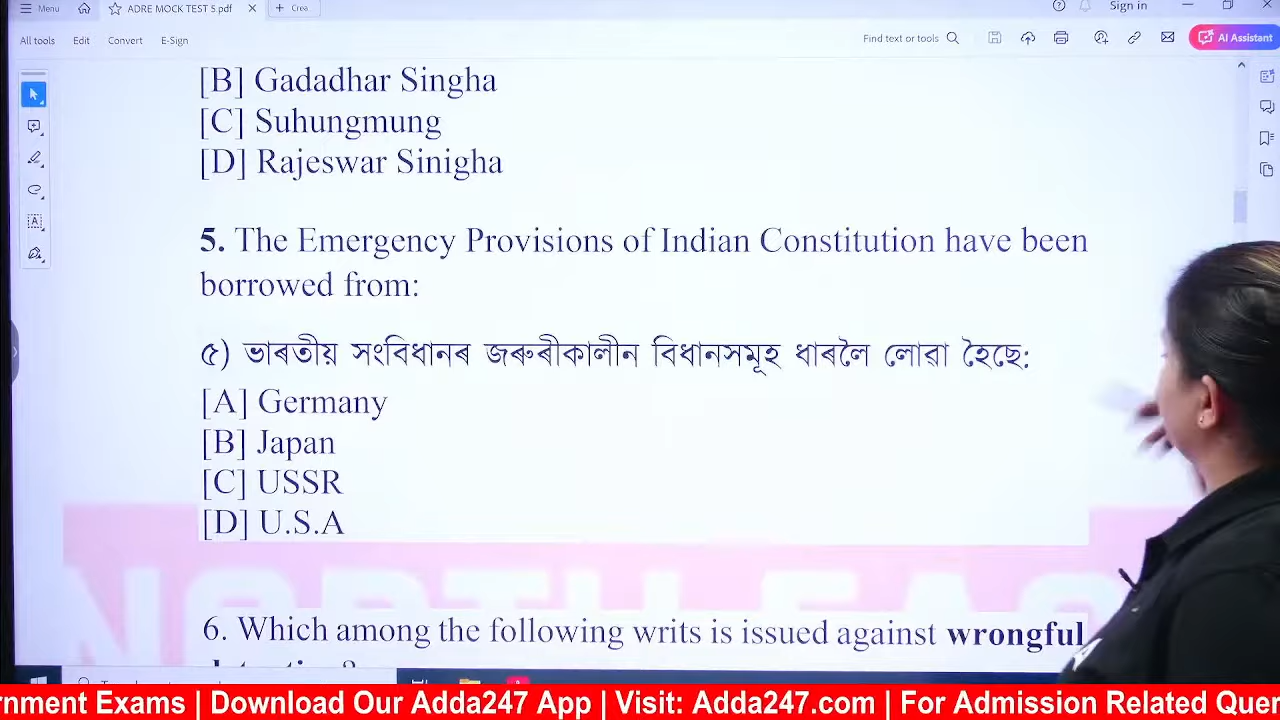 Menu
ADRE MOCK TEST 5.pdf
Crea
Sign in
All tools
Edit
Convert
E-Sign
Find text or tools
AI Assistant
[B] Gadadhar Singha
[C] Suhungmung
[D] Rajeswar Sinigha
5. The Emergency Provisions of Indian Constitution have been
borrowed from:
৫) ভাৰতীয় সংবিধানৰ জৰুৰীকালীন বিধানসমূহ ধাৰলৈ লোৱা হৈছে:
[A] Germany
[B] Japan
[C] USSR
[D] U.S.A
NORTH EAS
6. Which among the following writs is issued against wrongful
rnment Exams | Download Our Adda247 App | Visit: Adda247.com | For Admission Related Quer